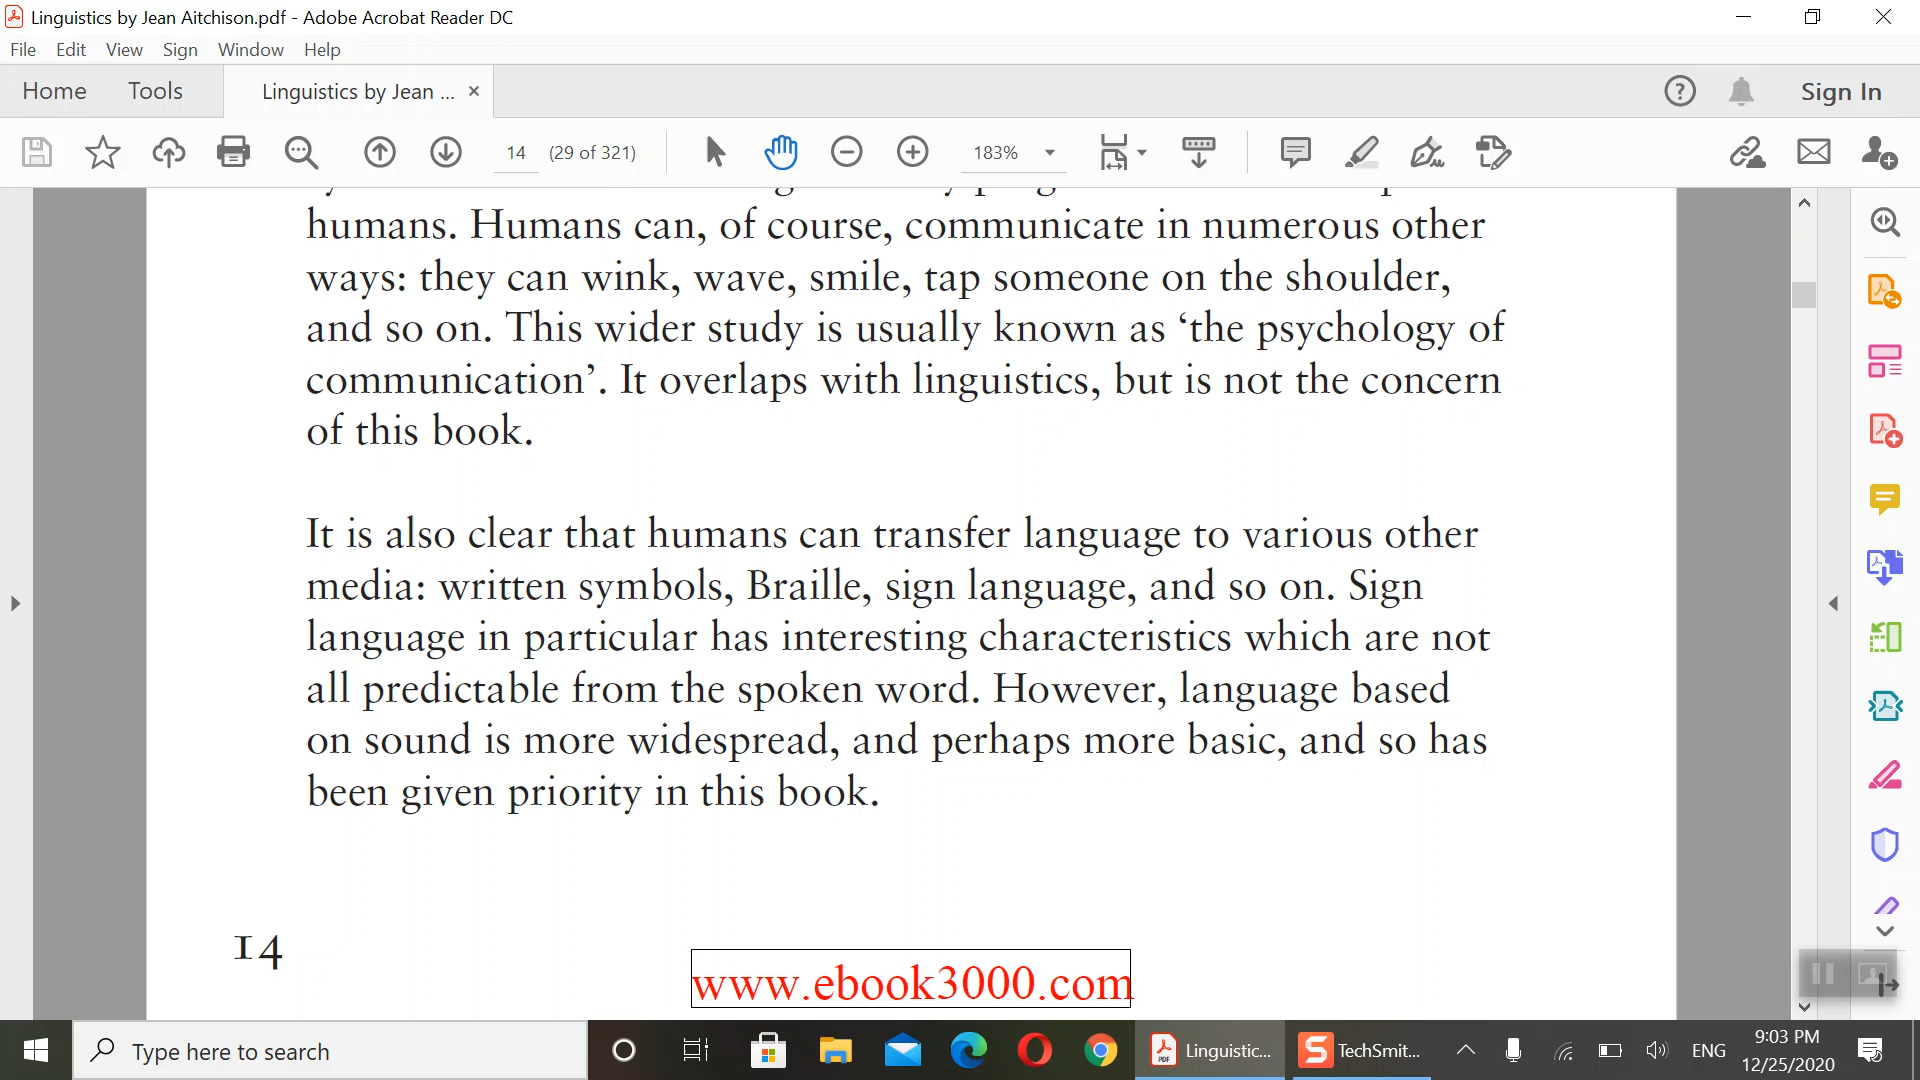 Linguistics by Jean Aitchison.pdf - Adobe Acrobat Reader DC
File Edit View Sign Window Help
Home Tools Linguistics by Jean ... × Sign In
14 (29 of 321) 183%
humans. Humans can, of course, communicate in numerous other
ways: they can wink, wave, smile, tap someone on the shoulder,
and so on. This wider study is usually known as ‘the psychology of
communication’. It overlaps with linguistics, but is not the concern
of this book.
It is also clear that humans can transfer language to various other
media: written symbols, Braille, sign language, and so on. Sign
language in particular has interesting characteristics which are not
all predictable from the spoken word. However, language based
on sound is more widespread, and perhaps more basic, and so has
been given priority in this book.
14
www.ebook3000.com
Type here to search
Linguistic...
TechSmit...
ENG
9:03 PM
12/25/2020